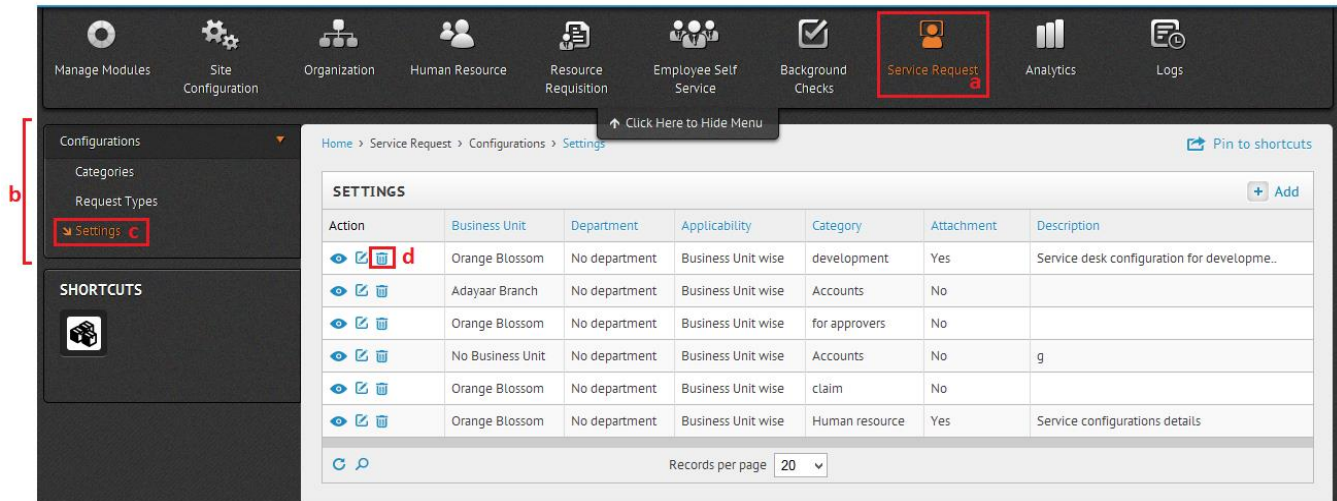 Manage Modules
Site
Configuration
Organization
Human Resource
Resource
Requisition
Employee Self
Service
Background
Checks
Service Request
a
Analytics
Logs
Click Here to Hide Menu
b
Configurations
Categories
Request Types
Settings c
SHORTCUTS
Home › Service Request › Configurations › Settings
Pin to shortcuts
SETTINGS
+ Add
Action Business Unit Department Applicability Category Attachment Description
d Orange Blossom No department Business Unit wise development Yes Service desk configuration for developme..
Adayaar Branch No department Business Unit wise Accounts No
Orange Blossom No department Business Unit wise for approvers No
No Business Unit No department Business Unit wise Accounts No g
Orange Blossom No department Business Unit wise claim No
Orange Blossom No department Business Unit wise Human resource Yes Service configurations details
Records per page 20